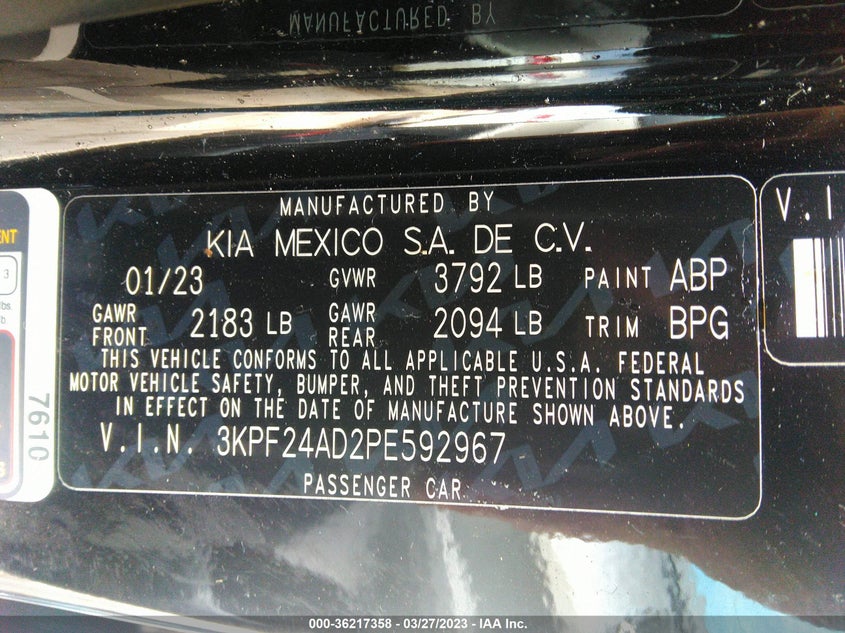 MANUFACTURED BY
MANUFACTURED BY
KIA MEXICO S.A. DE C.V.
01/23 GVWR 3792 LB PAINT ABP
GAWR FRONT 2183 LB GAWR REAR 2094 LB TRIM BPG
THIS VEHICLE CONFORMS TO ALL APPLICABLE U.S.A. FEDERAL
MOTOR VEHICLE SAFETY, BUMPER, AND THEFT PREVENTION STANDARDS
IN EFFECT ON THE DATE OF MANUFACTURE SHOWN ABOVE.
V.I.N. 3KPF24AD2PE592967
PASSENGER CAR
V.I
3
7610
000-36217358 - 03/27/2023 - IAA Inc.